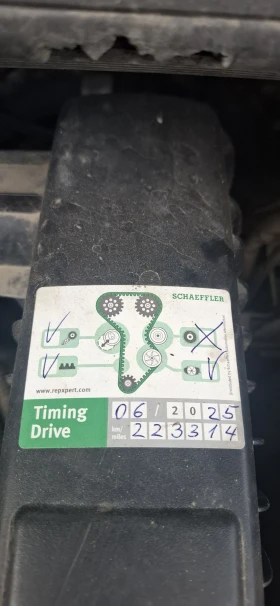 SCHAEFFLER
www.repxpert.com
Timing Drive
06/2025
km/miles 223314